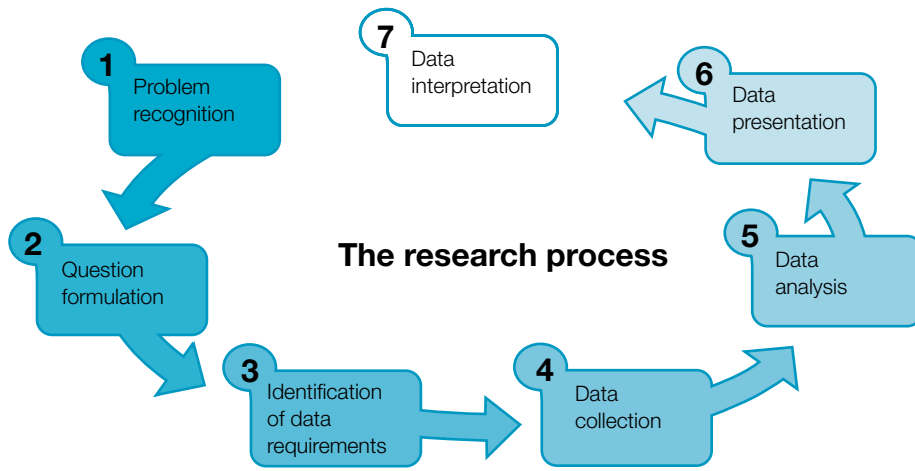 1
Problem
recognition
2
Question
formulation
3
Identification
of data
requirements
4
Data
collection
5
Data
analysis
6
Data
presentation
7
Data
interpretation
The research process